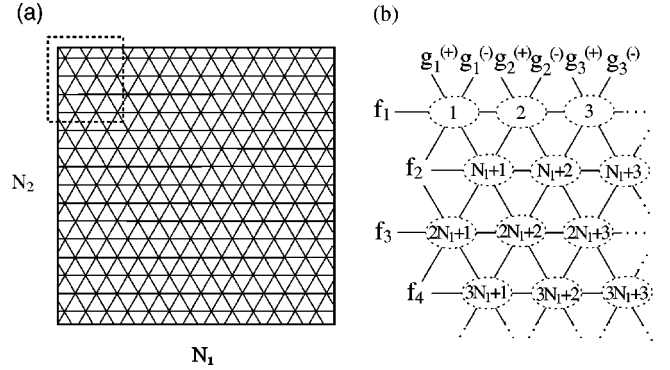 (a)
N₂
N₁
(b)
g₁⁽⁺⁾ g₁⁽⁻⁾ g₂⁽⁺⁾ g₂⁽⁻⁾ g₃⁽⁺⁾ g₃⁽⁻⁾
f₁ 1 2 3 ...
f₂ N₁+1 N₁+2 N₁+3
f₃ 2N₁+1 2N₁+2 2N₁+3 ...
f₄ 3N₁+1 3N₁+2 3N₁+3